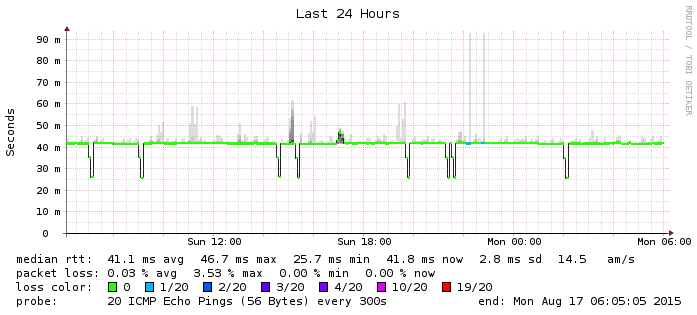 Last 24 Hours
RRDTOOL / TOBI OETIKER
Seconds
90 m
80 m
70 m
60 m
50 m
40 m
30 m
20 m
10 m
0
Sun 12:00 Sun 18:00 Mon 00:00 Mon 06:00
median rtt: 41.1 ms avg 46.7 ms max 25.7 ms min 41.8 ms now 2.8 ms sd 14.5 am/s
packet loss: 0.03 % avg 3.53 % max 0.00 % min 0.00 % now
loss color: 0 1/20 2/20 3/20 4/20 10/20 19/20
probe: 20 ICMP Echo Pings (56 Bytes) every 300s end: Mon Aug 17 06:05:05 2015